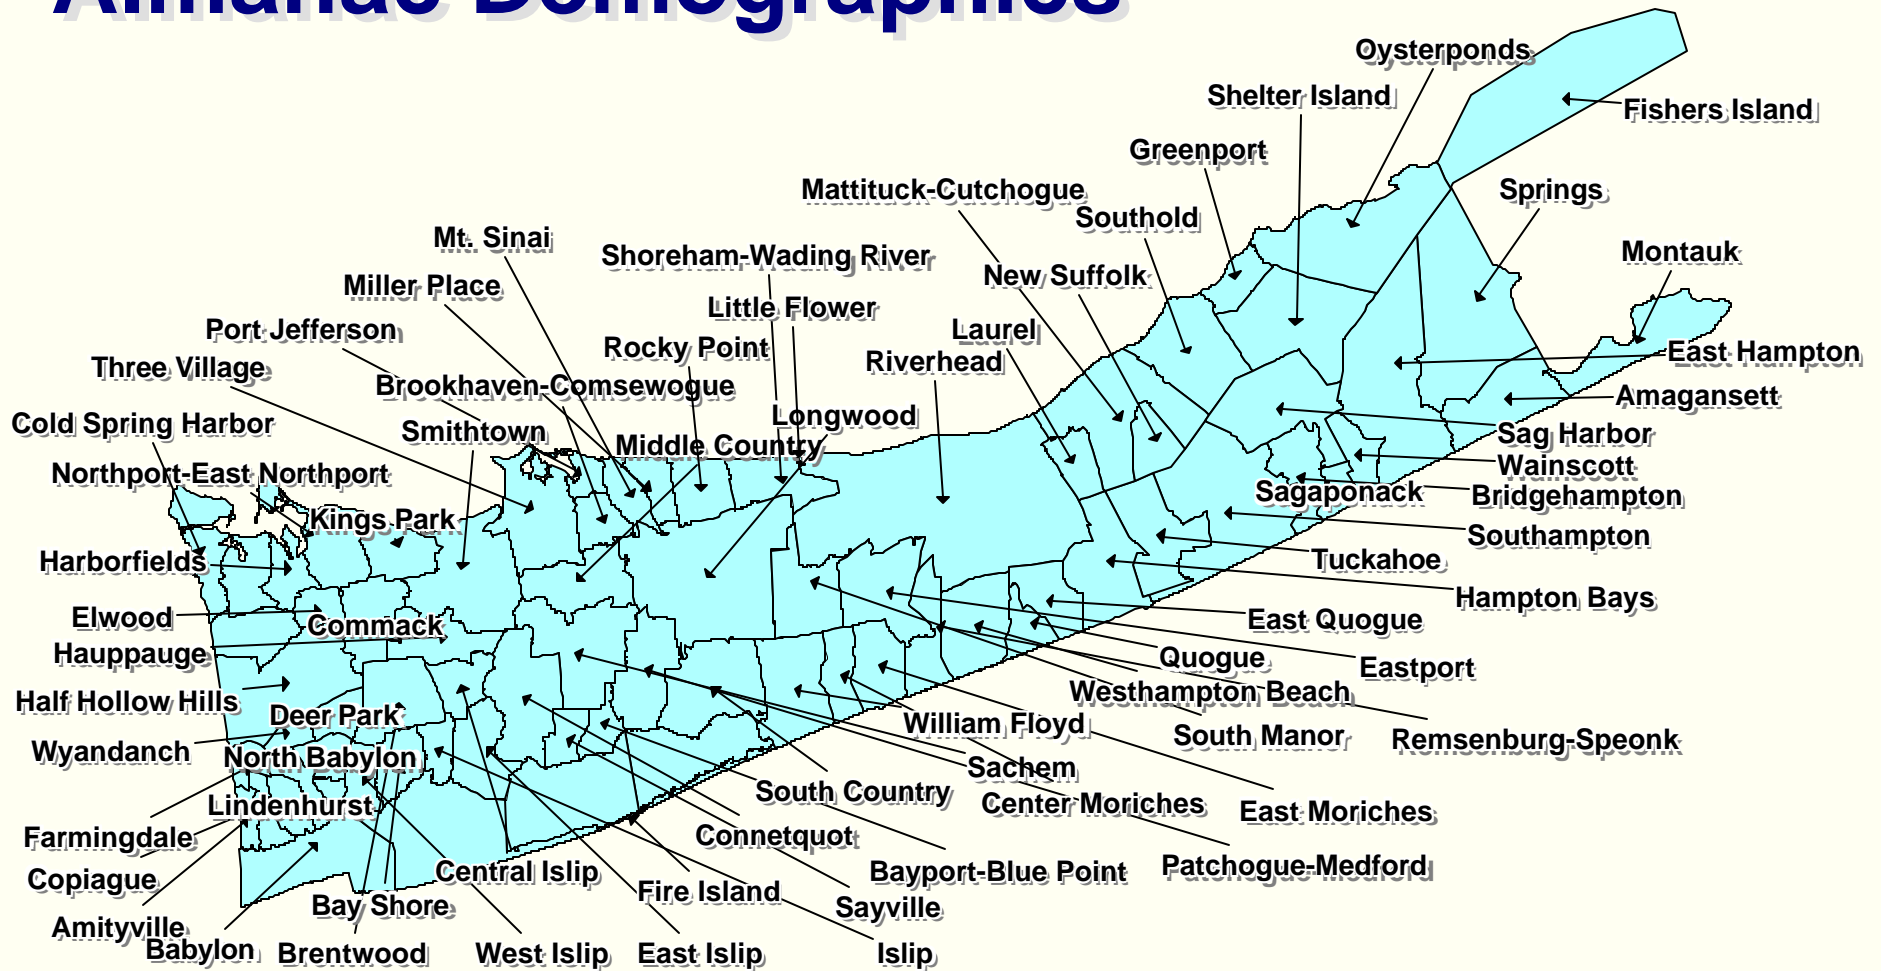 Almanac Demographics
Oysterponds
Shelter Island
Fishers Island
Greenport
Mattituck-Cutchogue
Springs
Southold
Mt. Sinai
Shoreham-Wading River
Montauk
New Suffolk
Miller Place
Little Flower
Port Jefferson
Laurel
Rocky Point
Riverhead
East Hampton
Three Village
Brookhaven-Comsewogue
Amagansett
Longwood
Cold Spring Harbor
Smithtown
Sag Harbor
Middle Country
Wainscott
Northport-East Northport
Sagaponack
Bridgehampton
Kings Park
Southampton
Harborfields
Tuckahoe
Hampton Bays
Elwood
Commack
East Quogue
Hauppauge
Quogue
Eastport
Half Hollow Hills
Westhampton Beach
Deer Park
William Floyd
South Manor
Remsenburg-Speonk
Wyandanch
North Babylon
Sachem
South Country
Lindenhurst
Center Moriches
East Moriches
Farmingdale
Connetquot
Patchogue-Medford
Copiague
Central Islip
Bayport-Blue Point
Fire Island
Bay Shore
Sayville
Amityville
Babylon
Brentwood
West Islip
East Islip
Islip